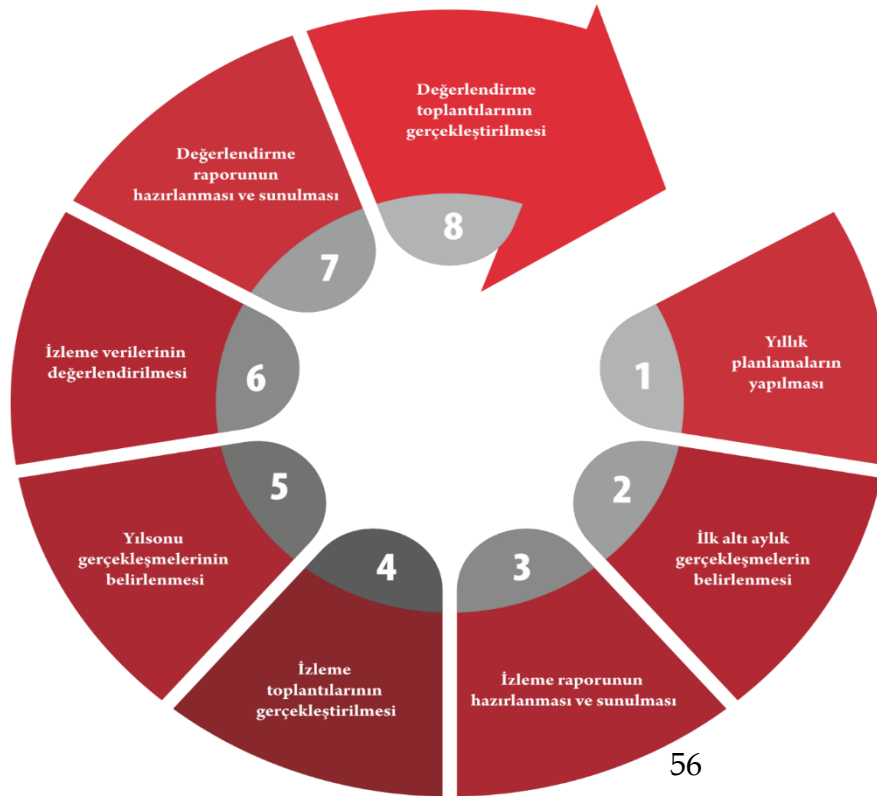 1
Yıllık
planlamaların
yapılması
2
İlk altı aylık
gerçekleşmelerin
belirlenmesi
3
İzleme raporunun
hazırlanması ve sunulması
4
İzleme
toplantılarının
gerçekleştirilmesi
5
Yılsonu
gerçekleşmelerinin
belirlenmesi
6
İzleme verilerinin
değerlendirilmesi
7
Değerlendirme
raporunun
hazırlanması ve sunulması
8
Değerlendirme
toplantılarının
gerçekleştirilmesi
56